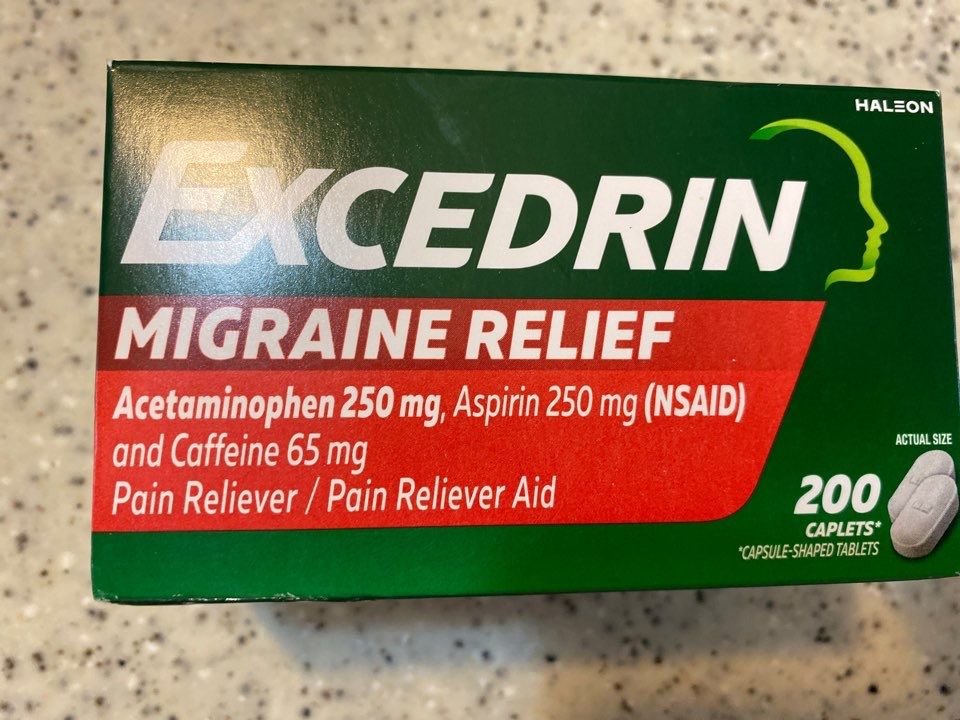 HALEON
EXCEDRIN
MIGRAINE RELIEF
Acetaminophen 250 mg, Aspirin 250 mg (NSAID)
and Caffeine 65 mg
Pain Reliever / Pain Reliever Aid
ACTUAL SIZE
200
CAPLETS*
*CAPSULE-SHAPED TABLETS
E